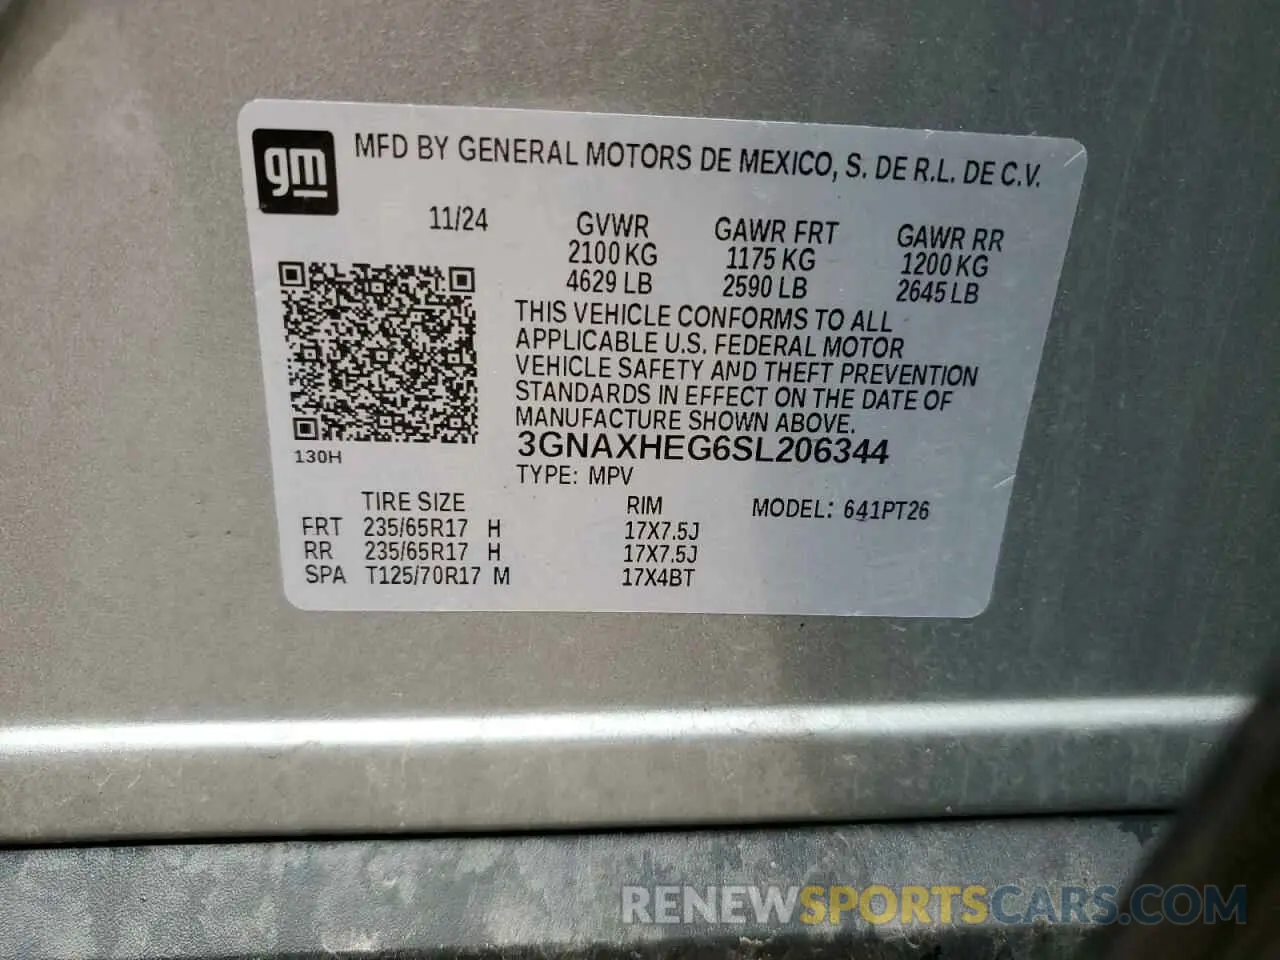 gm
MFD BY GENERAL MOTORS DE MEXICO, S. DE R.L. DE C.V.
11/24 GVWR GAWR FRT GAWR RR
2100 KG 1175 KG 1200 KG
4629 LB 2590 LB 2645 LB
THIS VEHICLE CONFORMS TO ALL
APPLICABLE U.S. FEDERAL MOTOR
VEHICLE SAFETY AND THEFT PREVENTION
STANDARDS IN EFFECT ON THE DATE OF
MANUFACTURE SHOWN ABOVE.
3GNAXHEG6SL206344
130H
TYPE: MPV
TIRE SIZE RIM MODEL: 641PT26
FRT 235/65R17 H 17X7.5J
RR 235/65R17 H 17X7.5J
SPA T125/70R17 M 17X4BT
RENEWSPORTSCARS.COM